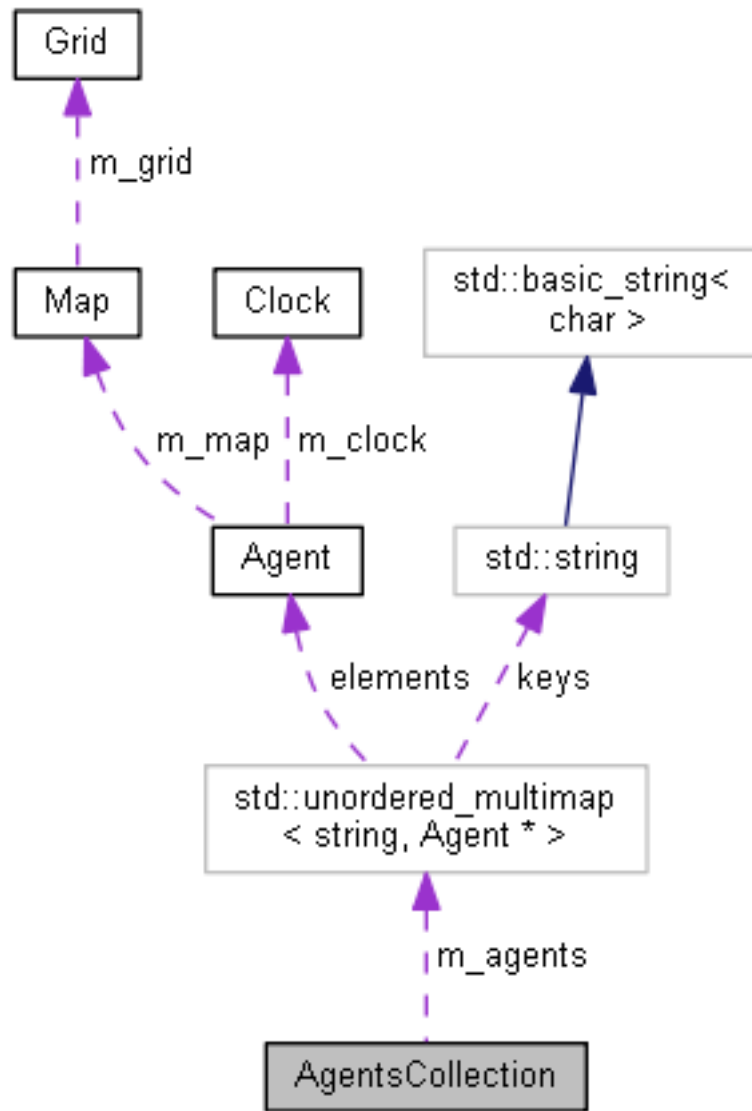 Grid
m_grid
Map
Clock
std::basic_string<
char >
m_map
m_clock
Agent
std::string
elements
keys
std::unordered_multimap
< string, Agent * >
m_agents
AgentsCollection